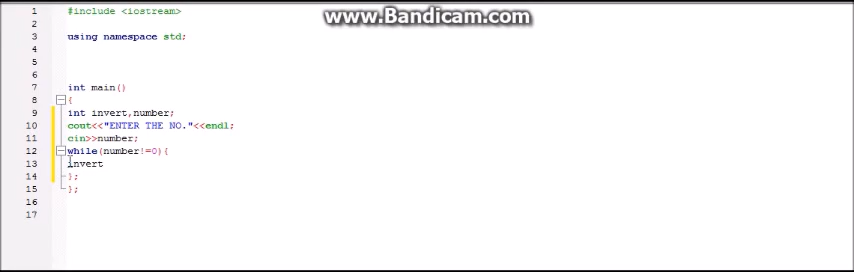 www.Bandicam.com
1 #include <iostream>
2
3 using namespace std;
4
5
6
7 int main()
8 {
9 int invert,number;
10 cout<<"ENTER THE NO."<<endl;
11 cin>>number;
12 while(number!=0){
13 invert
14 };
15 };
16
17